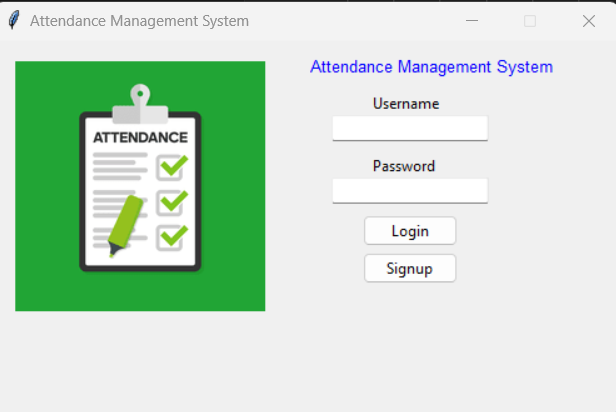 Attendance Management System
Attendance Management System
ATTENDANCE
Username
Password
Login
Signup